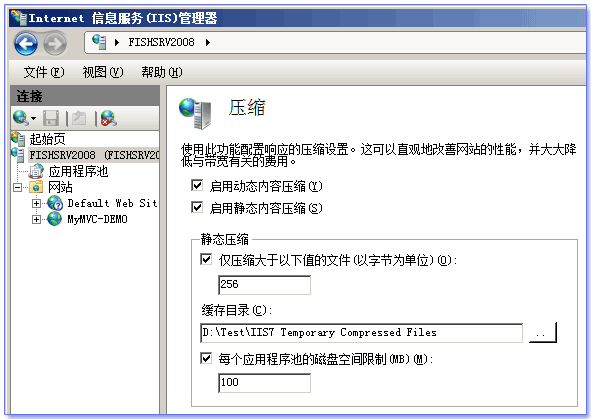 Internet 信息服务(IIS)管理器
FISHSRV2008
文件(F) 视图(V) 帮助(H)
连接
起始页
FISHSRV2008 (FISHSRV20
应用程序池
网站
Default Web Sit
MyMVC-DEMO
压缩
使用此功能配置响应的压缩设置。这可以直观地改善网站的性能，并大大降
低与带宽有关的费用。
启用动态内容压缩(Y)
启用静态内容压缩(S)
静态压缩
仅压缩大于以下值的文件(以字节为单位)(O):
256
缓存目录(C):
D:\Test\IIS7 Temporary Compressed Files
..
每个应用程序池的磁盘空间限制(MB)(M):
100